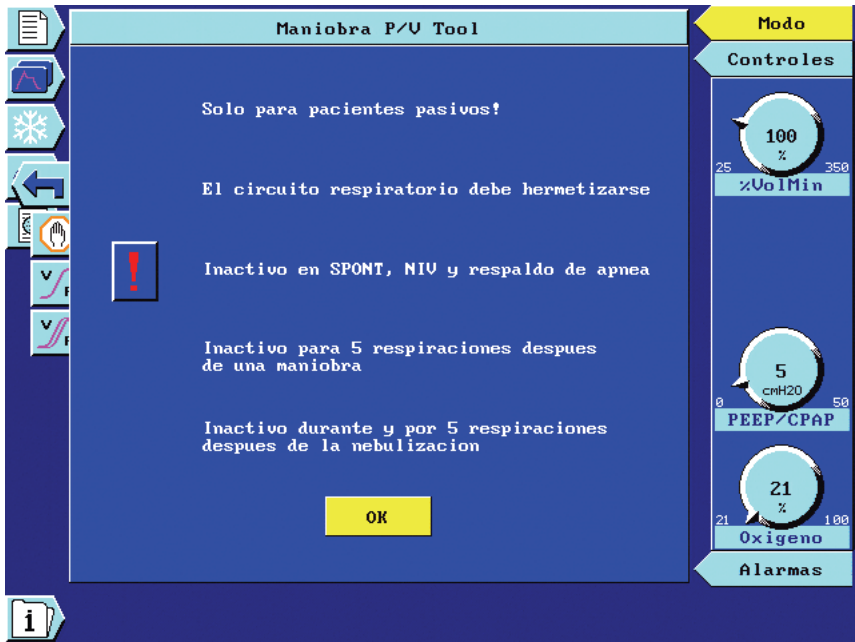 Maniobra P/V Tool
Solo para pacientes pasivos!
El circuito respiratorio debe hermetizarse
Inactivo en SPONT, NIV y respaldo de apnea
Inactivo para 5 respiraciones despues
de una maniobra
Inactivo durante y por 5 respiraciones
despues de la nebulizacion
OK
!
V
P
V
P
i
Modo
Controles
100
%
25 350
%VolMin
5
cmH2O
0 50
PEEP/CPAP
21
%
21 100
Oxigeno
Alarmas